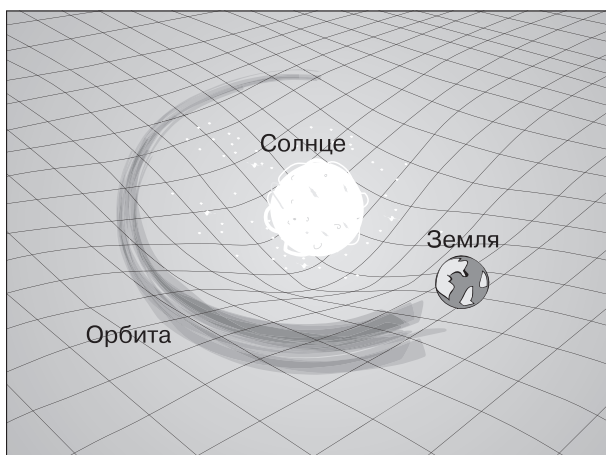 Солнце
Земля
Орбита